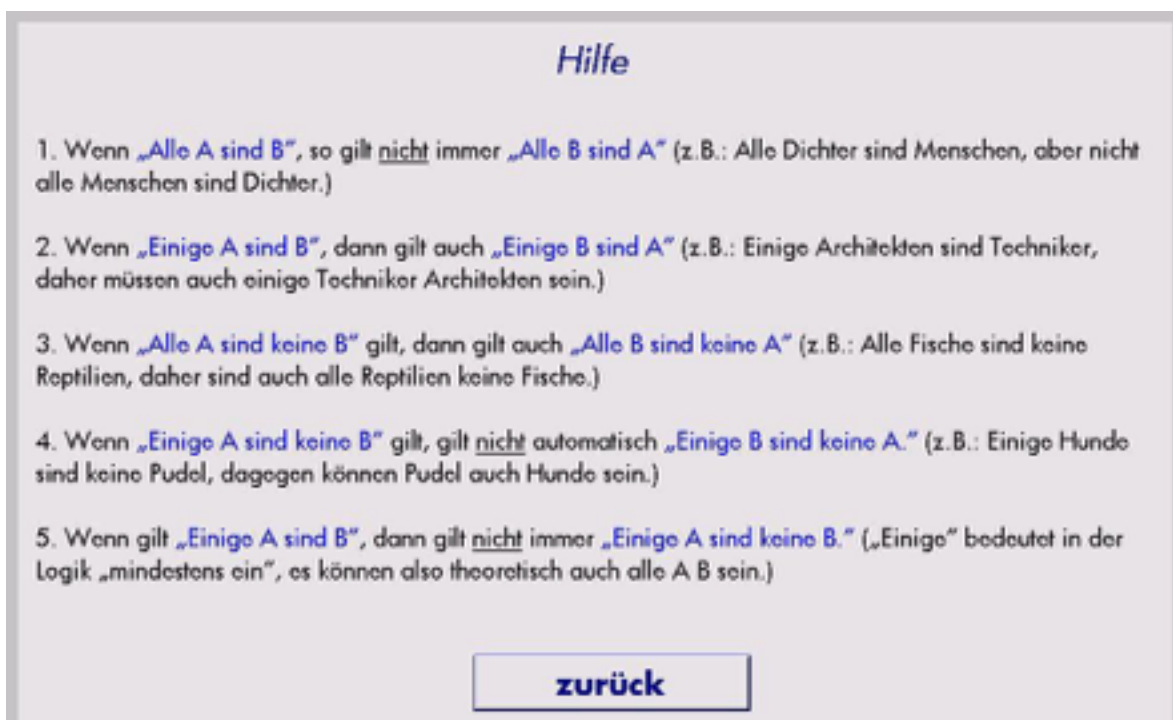 Hilfe
1. Wenn „Alle A sind B“, so gilt nicht immer „Alle B sind A“ (z.B.: Alle Dichter sind Menschen, aber nicht
alle Menschen sind Dichter.)
2. Wenn „Einige A sind B“, dann gilt auch „Einige B sind A“ (z.B.: Einige Architekten sind Techniker,
daher müssen auch einige Techniker Architekten sein.)
3. Wenn „Alle A sind keine B“ gilt, dann gilt auch „Alle B sind keine A“ (z.B.: Alle Fische sind keine
Reptilien, daher sind auch alle Reptilien keine Fische.)
4. Wenn „Einige A sind keine B“ gilt, gilt nicht automatisch „Einige B sind keine A.“ (z.B.: Einige Hunde
sind keine Pudel, dagegen können Pudel auch Hunde sein.)
5. Wenn gilt „Einige A sind B“, dann gilt nicht immer „Einige A sind keine B.“ („Einige“ bedeutet in der
Logik „mindestens ein“, es können also theoretisch auch alle A B sein.)
zurück